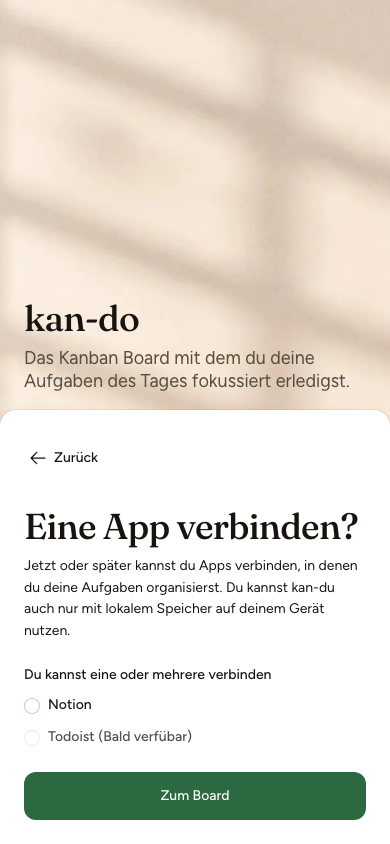 kan-do
Das Kanban Board mit dem du deine
Aufgaben des Tages fokussiert erledigst.
Zurück
Eine App verbinden?
Jetzt oder später kannst du Apps verbinden, in denen
du deine Aufgaben organisierst. Du kannst kan-du
auch nur mit lokalem Speicher auf deinem Gerät
nutzen.
Du kannst eine oder mehrere verbinden
Notion
Todoist (Bald verfübar)
Zum Board